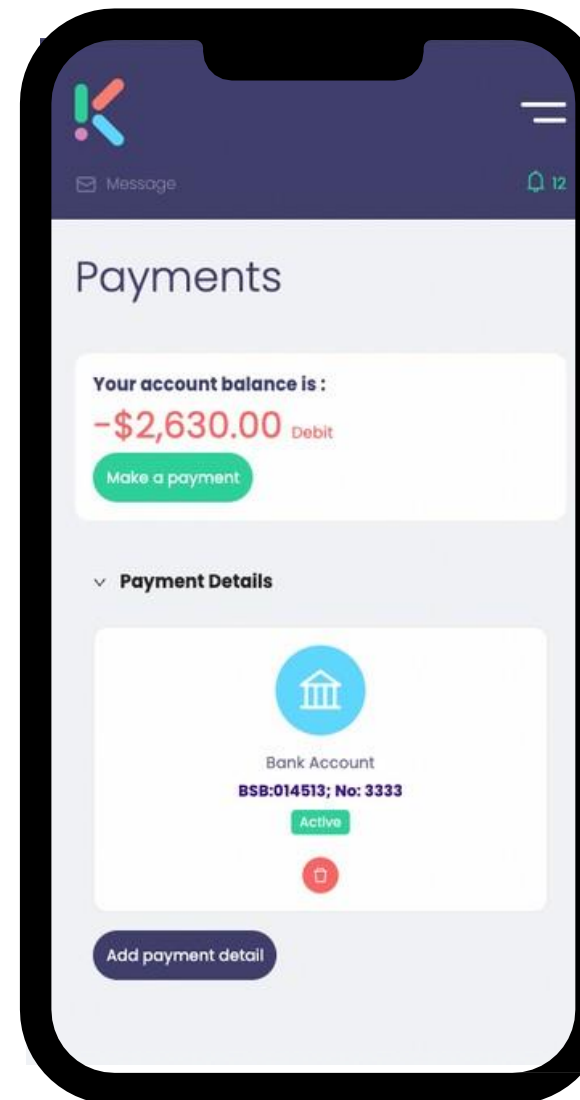 Message
12
Payments
Your account balance is :
-$2,630.00 Debit
Make a payment
Payment Details
Bank Account
BSB:014513; No: 3333
Active
Add payment detail